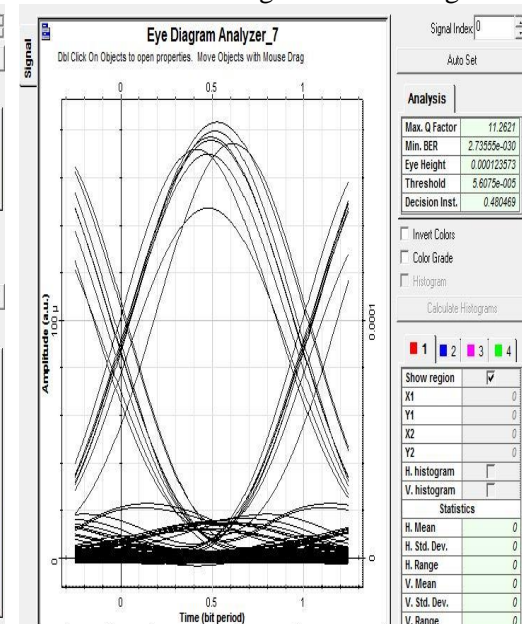 Signal
Eye Diagram Analyzer_7
Dbl Click On Objects to open properties. Move Objects with Mouse Drag
0 0.5 1
Amplitude (a.u.)
100 µ
0
0.0001
0
0 0.5 1
Time (bit period)
Signal Index: 0
Auto Set
Analysis
Max. Q Factor 11.2621
Min. BER 2.73555e-030
Eye Height 0.000123573
Threshold 5.6075e-005
Decision Inst. 0.480469
Invert Colors
Color Grade
Histogram
Calculate Histograms
1 2 3 4
Show region
X1 0
Y1 0
X2 0
Y2 0
H. histogram
V. histogram
Statistics
H. Mean 0
H. Std. Dev. 0
H. Range 0
V. Mean 0
V. Std. Dev. 0
V. Range 0